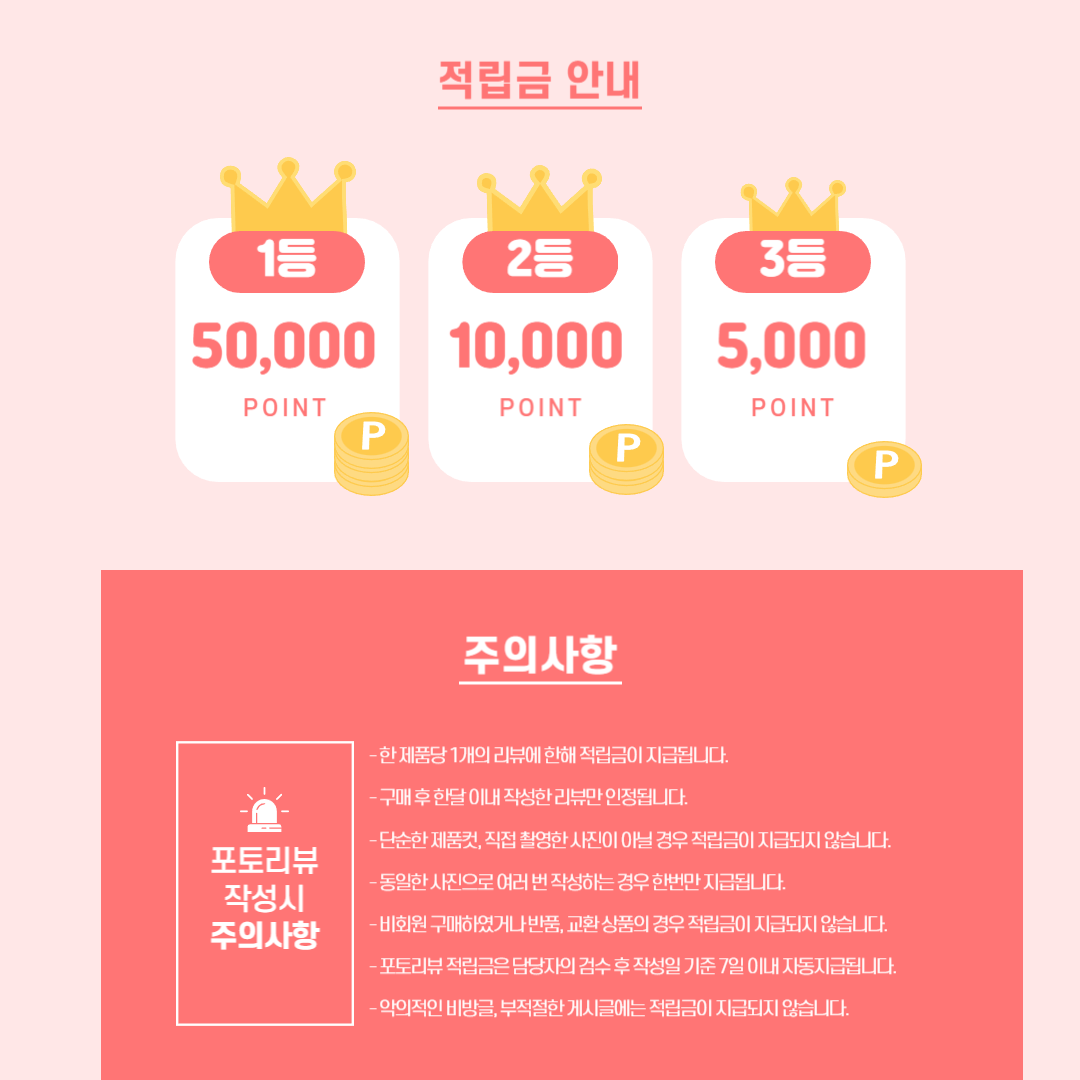 적립금 안내
1등
2등
3등
50,000
10,000
5,000
POINT
POINT
POINT
P
P
P
주의사항
포토리뷰
작성시
주의사항
- 한 제품당 1개의 리뷰에 한해 적립금이 지급됩니다.
- 구매 후 한달 이내 작성한 리뷰만 인정됩니다.
- 단순한 제품컷, 직접 촬영한 사진이 아닐 경우 적립금이 지급되지 않습니다.
- 동일한 사진으로 여러 번 작성하는 경우 한번만 지급됩니다.
- 비회원 구매하였거나 반품, 교환 상품의 경우 적립금이 지급되지 않습니다.
- 포토리뷰 적립금은 담당자의 검수 후 작성일 기준 7일 이내 자동지급됩니다.
- 악의적인 비방글, 부적절한 게시글에는 적립금이 지급되지 않습니다.